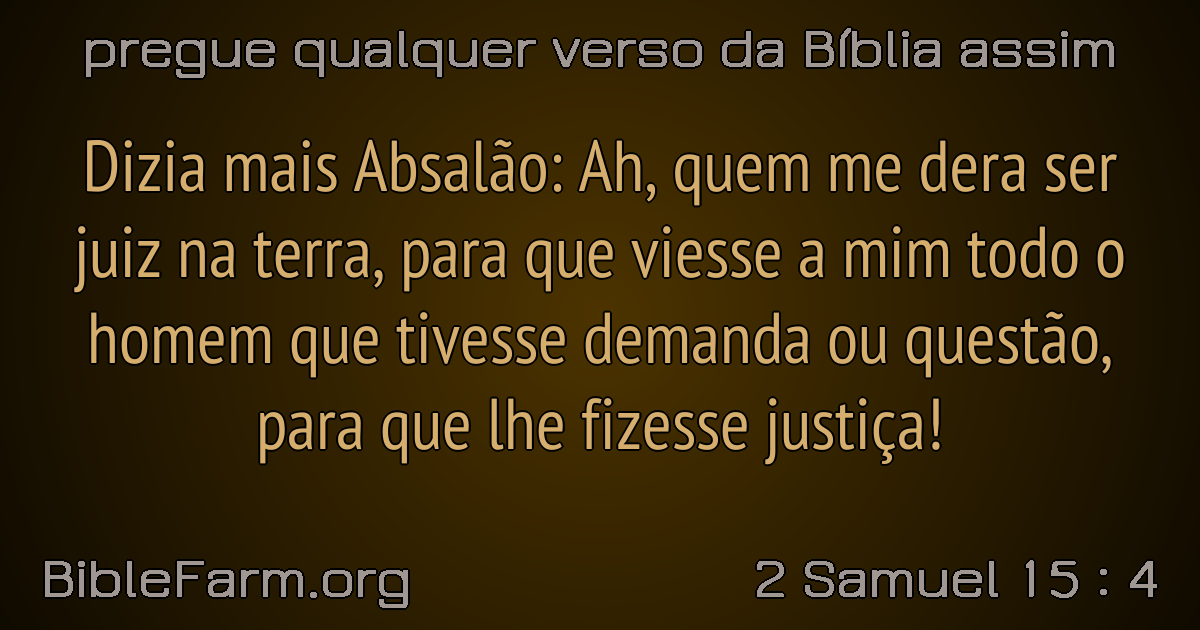 pregue qualquer verso da Bíblia assim
Dizia mais Absalão: Ah, quem me dera ser
juiz na terra, para que viesse a mim todo o
homem que tivesse demanda ou questão,
para que lhe fizesse justiça!
BibleFarm.org
2 Samuel 15 : 4